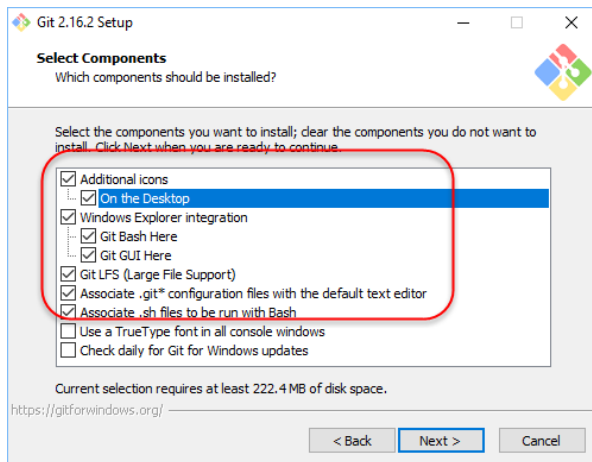 Git 2.16.2 Setup
Select Components
Which components should be installed?
Select the components you want to install; clear the components you do not want to
install. Click Next when you are ready to continue.
Additional icons
On the Desktop
Windows Explorer integration
Git Bash Here
Git GUI Here
Git LFS (Large File Support)
Associate .git* configuration files with the default text editor
Associate .sh files to be run with Bash
Use a TrueType font in all console windows
Check daily for Git for Windows updates
Current selection requires at least 222.4 MB of disk space.
https://gitforwindows.org/
< Back
Next >
Cancel